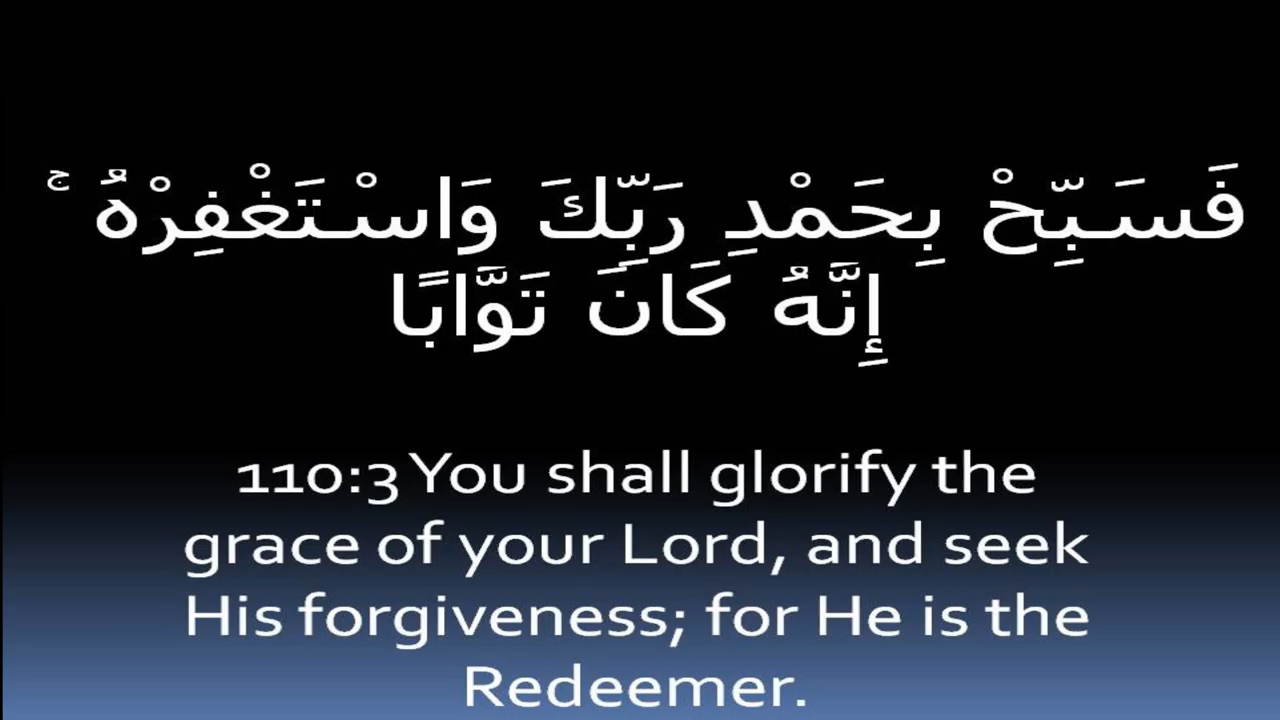 فَسَبِّحْ بِحَمْدِ رَبِّكَ وَاسْتَغْفِرْهُ ۚ
إِنَّهُ كَانَ تَوَّابًا
110:3 You shall glorify the
grace of your Lord, and seek
His forgiveness; for He is the
Redeemer.